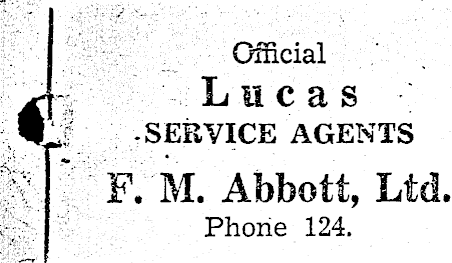 Official
Lucas
SERVICE AGENTS
F. M. Abbott, Ltd.
Phone 124.